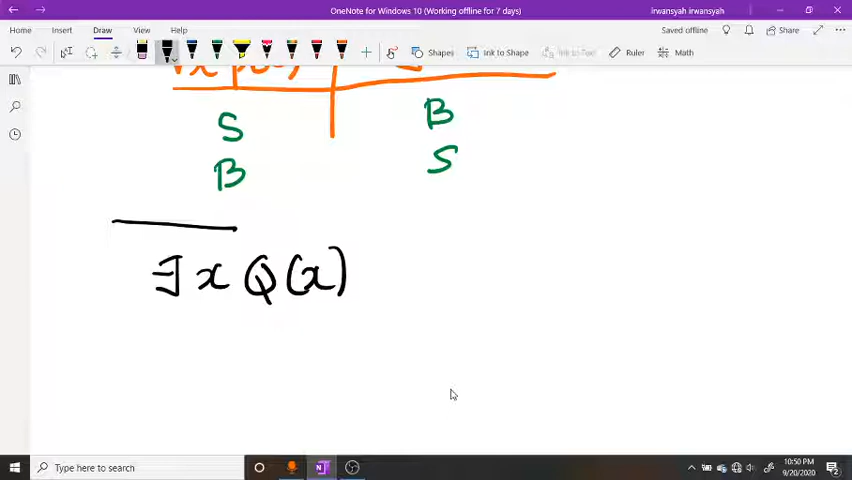 OneNote for Windows 10 (Working offline for 7 days)
irwansyah irwansyah
Home Insert Draw View Help
Saved offline Share
Shapes Ink to Shape Ink to Text Ruler Math
S B
B S
∃x Q(x)
Type here to search
10:50 PM
9/20/2020